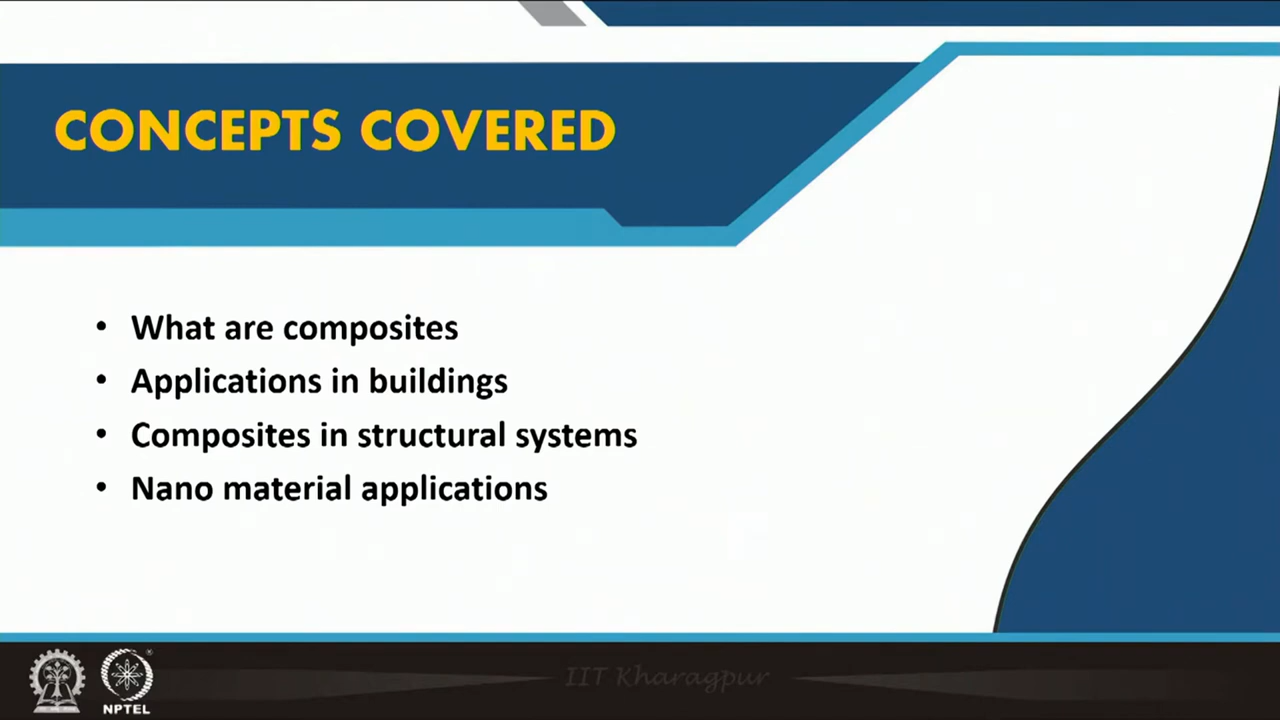 CONCEPTS COVERED
• What are composites
• Applications in buildings
• Composites in structural systems
• Nano material applications
IIT Kharagpur
NPTEL